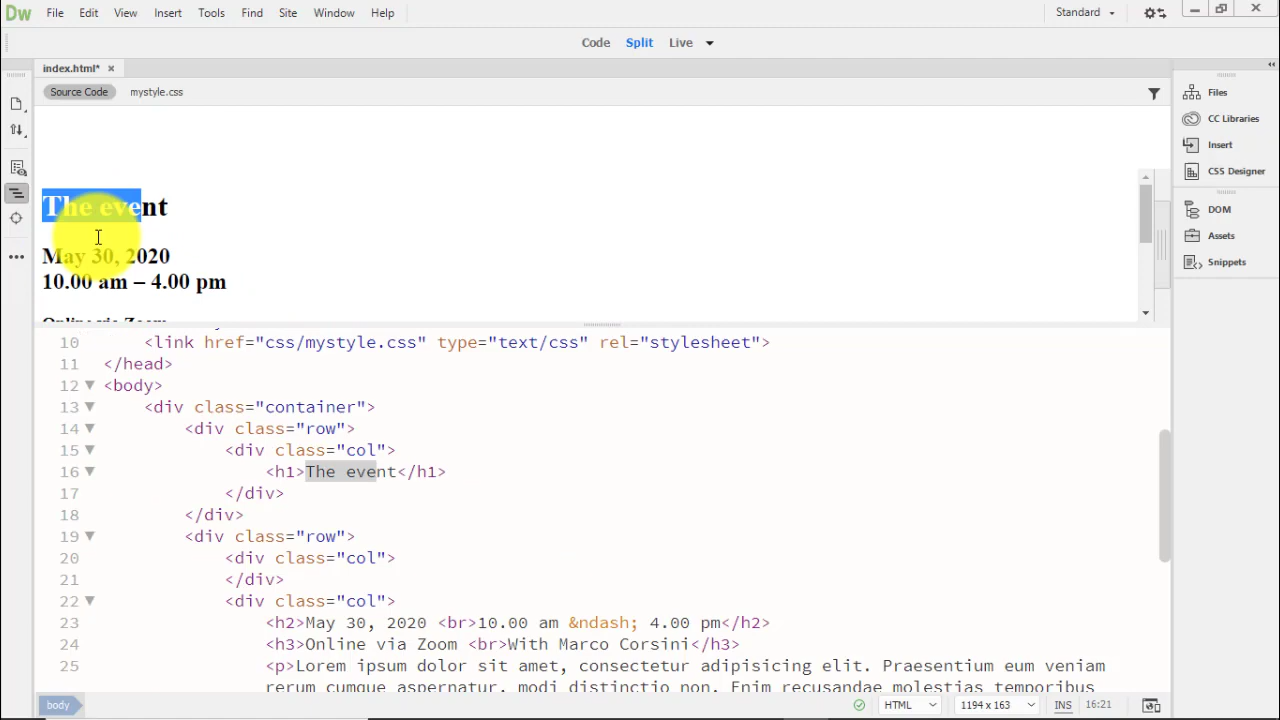 Dw File Edit View Insert Tools Find Site Window Help Standard
Code Split Live
index.html*
Source Code mystyle.css
Files
CC Libraries
Insert
CSS Designer
DOM
Assets
Snippets
The event
May 30, 2020
10.00 am – 4.00 pm
Online via Zoom
10 <link href="css/mystyle.css" type="text/css" rel="stylesheet">
11 </head>
12 <body>
13 <div class="container">
14 <div class="row">
15 <div class="col">
16 <h1>The event</h1>
17 </div>
18 </div>
19 <div class="row">
20 <div class="col">
21 </div>
22 <div class="col">
23 <h2>May 30, 2020 <br>10.00 am &ndash; 4.00 pm</h2>
24 <h3>Online via Zoom <br>With Marco Corsini</h3>
25 <p>Lorem ipsum dolor sit amet, consectetur adipisicing elit. Praesentium eum veniam
rerum cumque aspernatur, modi distinctio non. Enim recusandae molestias temporibus
body HTML 1194 x 163 INS 16:21